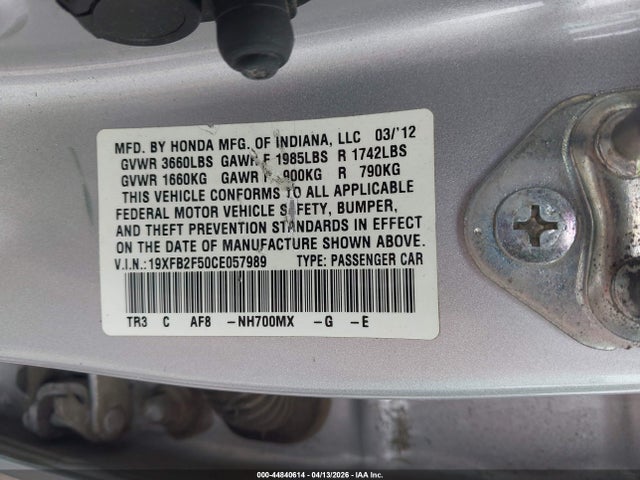 MFD. BY HONDA MFG. OF INDIANA, LLC 03/'12
GVWR 3660LBS GAWR F 1985LBS R 1742LBS
GVWR 1660KG GAWR F 900KG R 790KG
THIS VEHICLE CONFORMS TO ALL APPLICABLE
FEDERAL MOTOR VEHICLE SAFETY, BUMPER,
AND THEFT PREVENTION STANDARDS IN EFFECT
ON THE DATE OF MANUFACTURE SHOWN ABOVE.
V.I.N.:19XFB2F50CE057989 TYPE: PASSENGER CAR
TR3 C AF8 -NH700MX -G -E
000-44840614 | 04/13/2026 | IAA Inc.